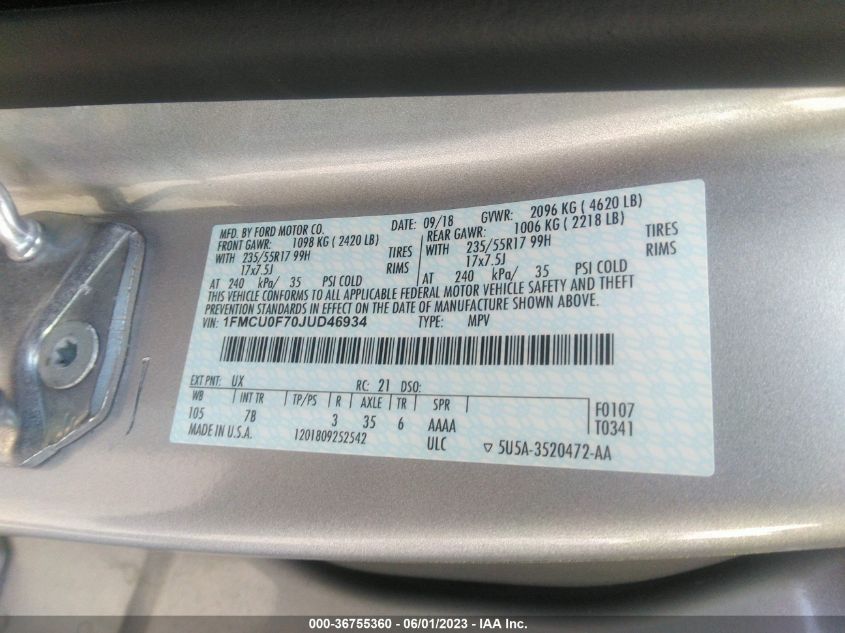 MFD. BY FORD MOTOR CO. DATE: 09/18 GVWR: 2096 KG ( 4620 LB)
FRONT GAWR: 1098 KG ( 2420 LB) REAR GAWR: 1006 KG ( 2218 LB)
WITH 235/55R17 99H TIRES WITH 235/55R17 99H TIRES
17x7.5J RIMS 17x7.5J RIMS
AT 240 kPa/ 35 PSI COLD AT 240 kPa/ 35 PSI COLD
THIS VEHICLE CONFORMS TO ALL APPLICABLE FEDERAL MOTOR VEHICLE SAFETY AND THEFT
PREVENTION STANDARDS IN EFFECT ON THE DATE OF MANUFACTURE SHOWN ABOVE.
VIN: 1FMCU0F70JUD46934 TYPE: MPV
EXT PNT: UX RC: 21 DSO:
WB INT TR TP/PS R AXLE TR SPR F0107
105 7B 3 35 6 AAAA T0341
MADE IN U.S.A. 1201809252542 ULC ▽ 5U5A-3520472-AA
000-36755360 - 06/01/2023 - IAA Inc.